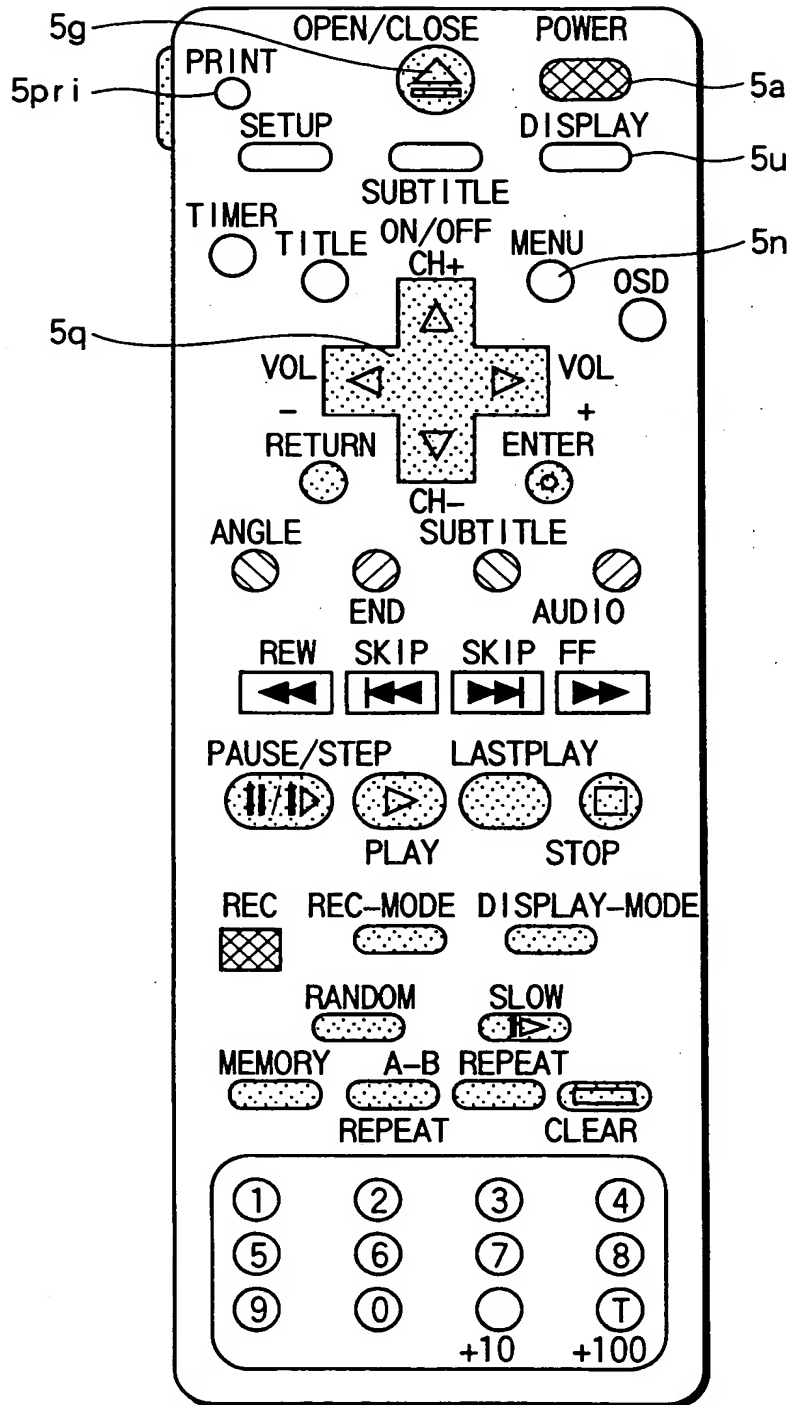 5g OPEN/CLOSE POWER
PRINT
5pri 5a
SETUP DISPLAY
5u
SUBTITLE
ON/OFF
TIMER TITLE MENU 5n
CH+ OSD
5q
VOL VOL
- +
RETURN ENTER
CH-
ANGLE SUBTITLE
END AUDIO
REW SKIP SKIP FF
PAUSE/STEP LASTPLAY
PLAY STOP
REC REC-MODE DISPLAY-MODE
RANDOM SLOW
MEMORY A-B REPEAT
REPEAT CLEAR
1 2 3 4
5 6 7 8
9 0 T
+10 +100